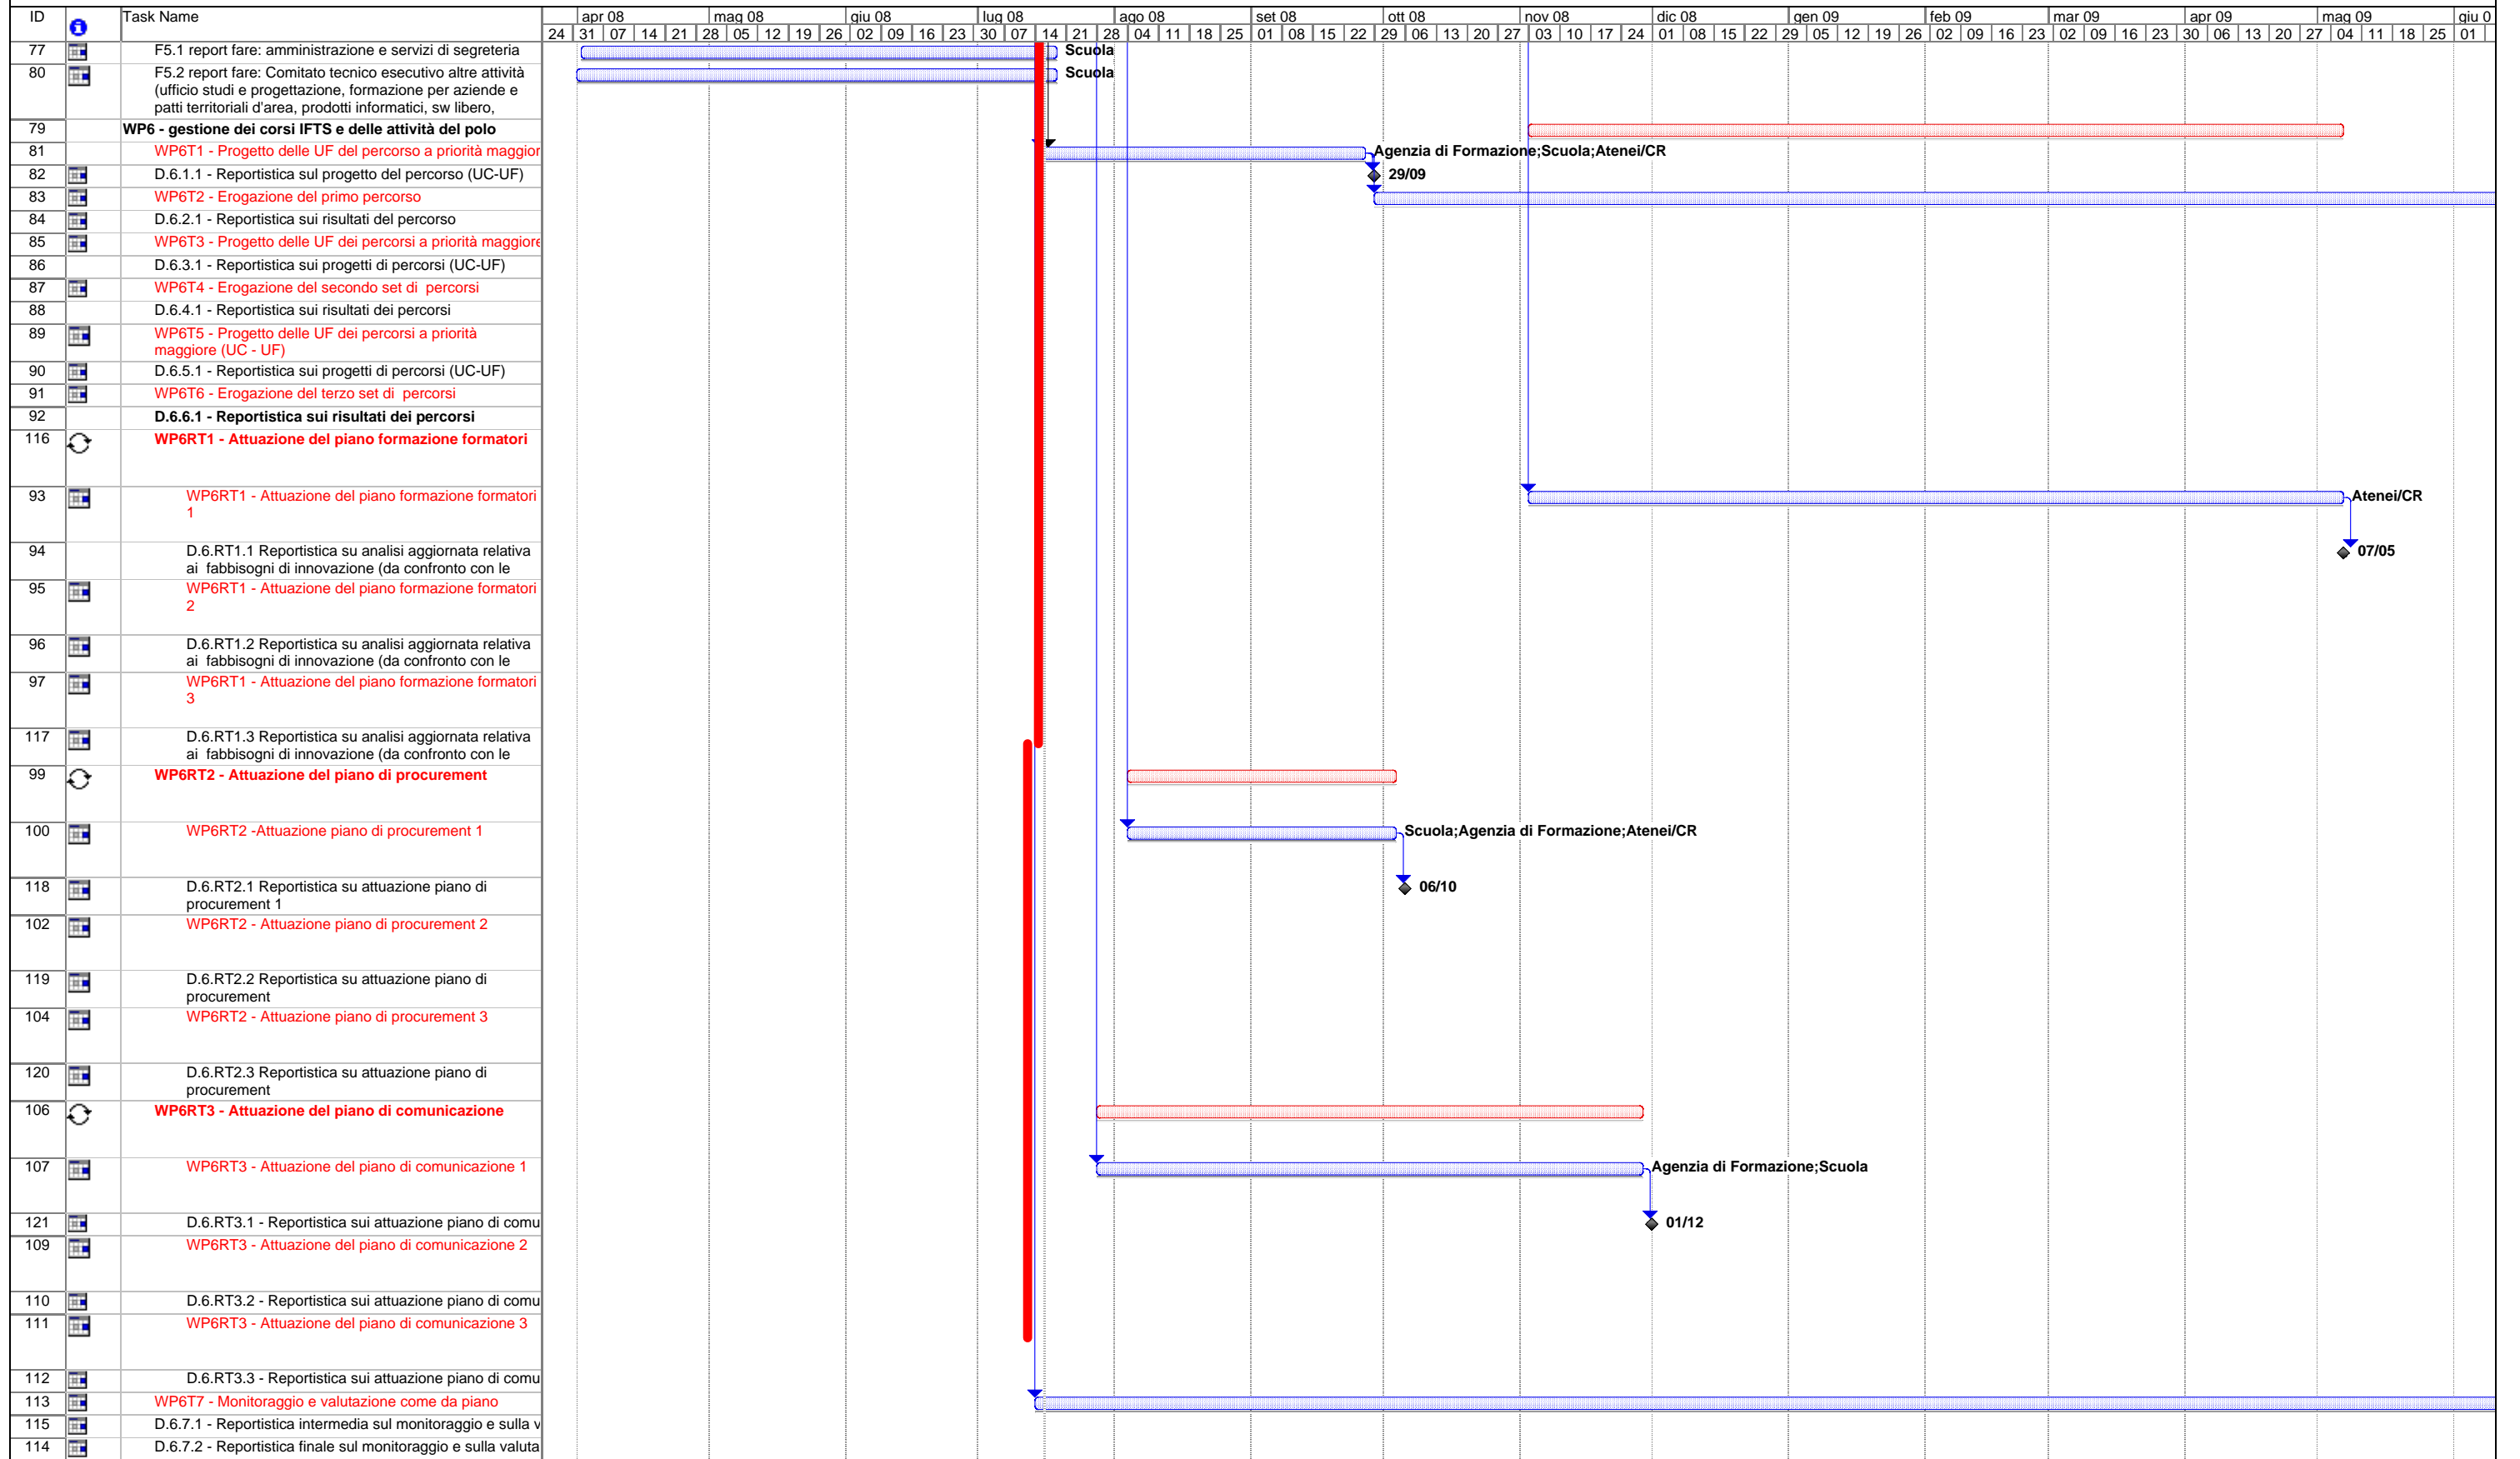 ID Task Name apr 08 mag 08 giu 08 lug 08 ago 08 set 08 ott 08 nov 08 dic 08 gen 09 feb 09 mar 09 apr 09 mag 09 giu 0
24 31 07 14 21 28 05 12 19 26 02 09 16 23 30 07 14 21 28 04 11 18 25 01 08 15 22 29 06 13 20 27 03 10 17 24 01 08 15 22 29 05 12 19 26 02 09 16 23 02 09 16 23 30 06 13 20 27 04 11 18 25 01
77 F5.1 report fare: amministrazione e servizi di segreteria Scuola
80 F5.2 report fare: Comitato tecnico esecutivo altre attività Scuola
(ufficio studi e progettazione, formazione per aziende e
patti territoriali d'area, prodotti informatici, sw libero,
79 WP6 - gestione dei corsi IFTS e delle attività del polo
81 WP6T1 - Progetto delle UF del percorso a priorità maggior Agenzia di Formazione;Scuola;Atenei/CR
82 D.6.1.1 - Reportistica sul progetto del percorso (UC-UF) 29/09
83 WP6T2 - Erogazione del primo percorso
84 D.6.2.1 - Reportistica sui risultati del percorso
85 WP6T3 - Progetto delle UF dei percorsi a priorità maggiore
86 D.6.3.1 - Reportistica sui progetti di percorsi (UC-UF)
87 WP6T4 - Erogazione del secondo set di percorsi
88 D.6.4.1 - Reportistica sui risultati dei percorsi
89 WP6T5 - Progetto delle UF dei percorsi a priorità
maggiore (UC - UF)
90 D.6.5.1 - Reportistica sui progetti di percorsi (UC-UF)
91 WP6T6 - Erogazione del terzo set di percorsi
92 D.6.6.1 - Reportistica sui risultati dei percorsi
116 WP6RT1 - Attuazione del piano formazione formatori
93 WP6RT1 - Attuazione del piano formazione formatori Atenei/CR
1
94 D.6.RT1.1 Reportistica su analisi aggiornata relativa 07/05
ai fabbisogni di innovazione (da confronto con le
95 WP6RT1 - Attuazione del piano formazione formatori
2
96 D.6.RT1.2 Reportistica su analisi aggiornata relativa
ai fabbisogni di innovazione (da confronto con le
97 WP6RT1 - Attuazione del piano formazione formatori
3
117 D.6.RT1.3 Reportistica su analisi aggiornata relativa
ai fabbisogni di innovazione (da confronto con le
99 WP6RT2 - Attuazione del piano di procurement
100 WP6RT2 -Attuazione piano di procurement 1 Scuola;Agenzia di Formazione;Atenei/CR
118 D.6.RT2.1 Reportistica su attuazione piano di 06/10
procurement 1
102 WP6RT2 - Attuazione piano di procurement 2
119 D.6.RT2.2 Reportistica su attuazione piano di
procurement
104 WP6RT2 - Attuazione piano di procurement 3
120 D.6.RT2.3 Reportistica su attuazione piano di
procurement
106 WP6RT3 - Attuazione del piano di comunicazione
107 WP6RT3 - Attuazione del piano di comunicazione 1 Agenzia di Formazione;Scuola
121 D.6.RT3.1 - Reportistica sui attuazione piano di comu 01/12
109 WP6RT3 - Attuazione del piano di comunicazione 2
110 D.6.RT3.2 - Reportistica sui attuazione piano di comu
111 WP6RT3 - Attuazione del piano di comunicazione 3
112 D.6.RT3.3 - Reportistica sui attuazione piano di comu
113 WP6T7 - Monitoraggio e valutazione come da piano
115 D.6.7.1 - Reportistica intermedia sul monitoraggio e sulla v
114 D.6.7.2 - Reportistica finale sul monitoraggio e sulla valuta